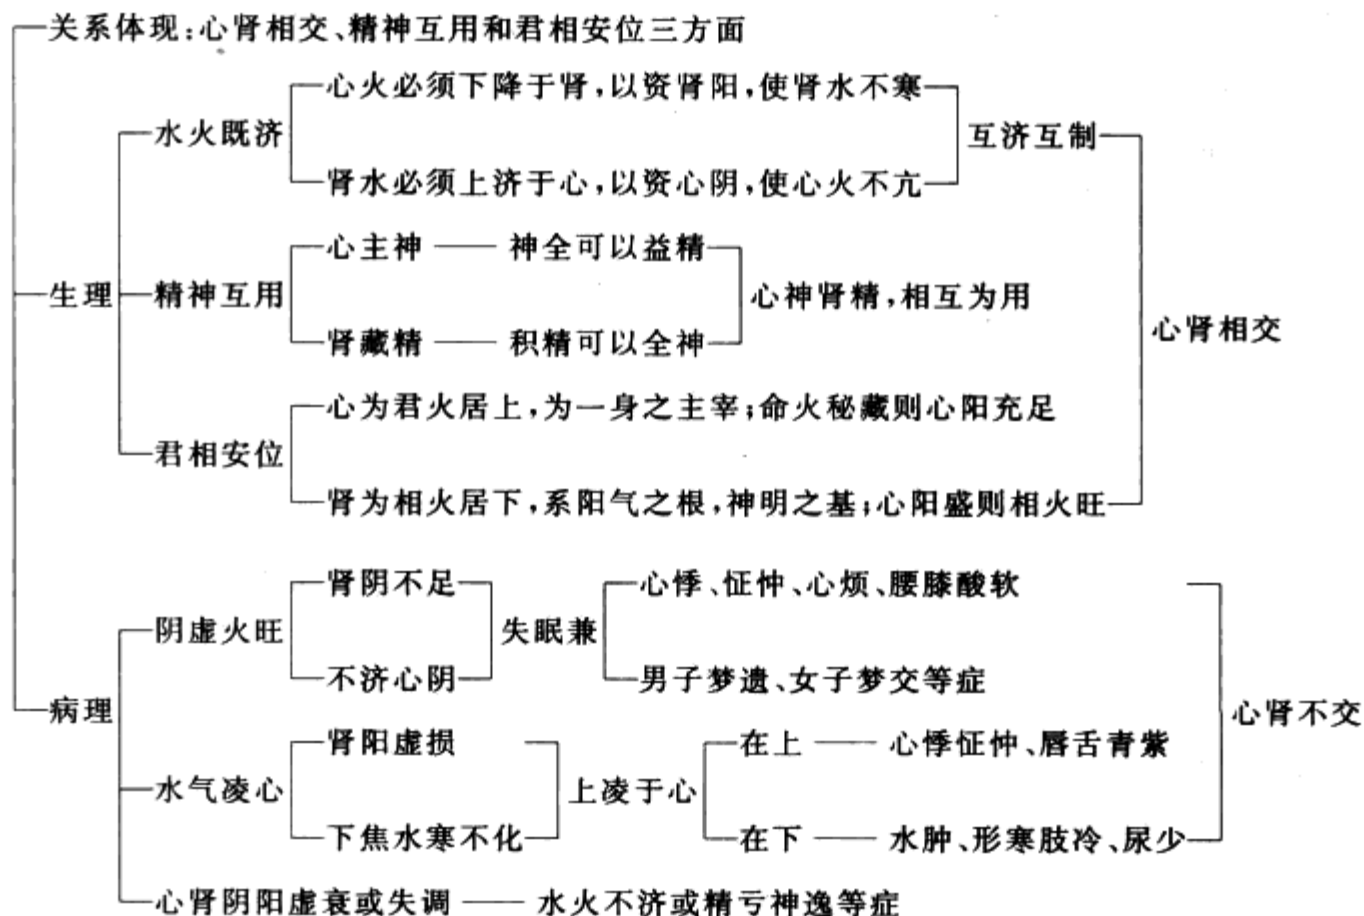 关系体现:心肾相交、精神互用和君相安位三方面
心火必须下降于肾,以资肾阳,使肾水不寒
水火既济
互济互制
肾水必须上济于心,以资心阴,使心火不亢
心主神 —— 神全可以益精
生理
精神互用
心神肾精,相互为用
心肾相交
肾藏精 —— 积精可以全神
心为君火居上,为一身之主宰;命火秘藏则心阳充足
君相安位
肾为相火居下,系阳气之根,神明之基;心阳盛则相火旺
肾阴不足
心悸、怔忡、心烦、腰膝酸软
阴虚火旺
失眠兼
不济心阴
男子梦遗、女子梦交等症
病理
心肾不交
肾阳虚损
在上 —— 心悸怔忡、唇舌青紫
水气凌心
上凌于心
下焦水寒不化
在下 —— 水肿、形寒肢冷、尿少
心肾阴阳虚衰或失调 —— 水火不济或精亏神逸等症